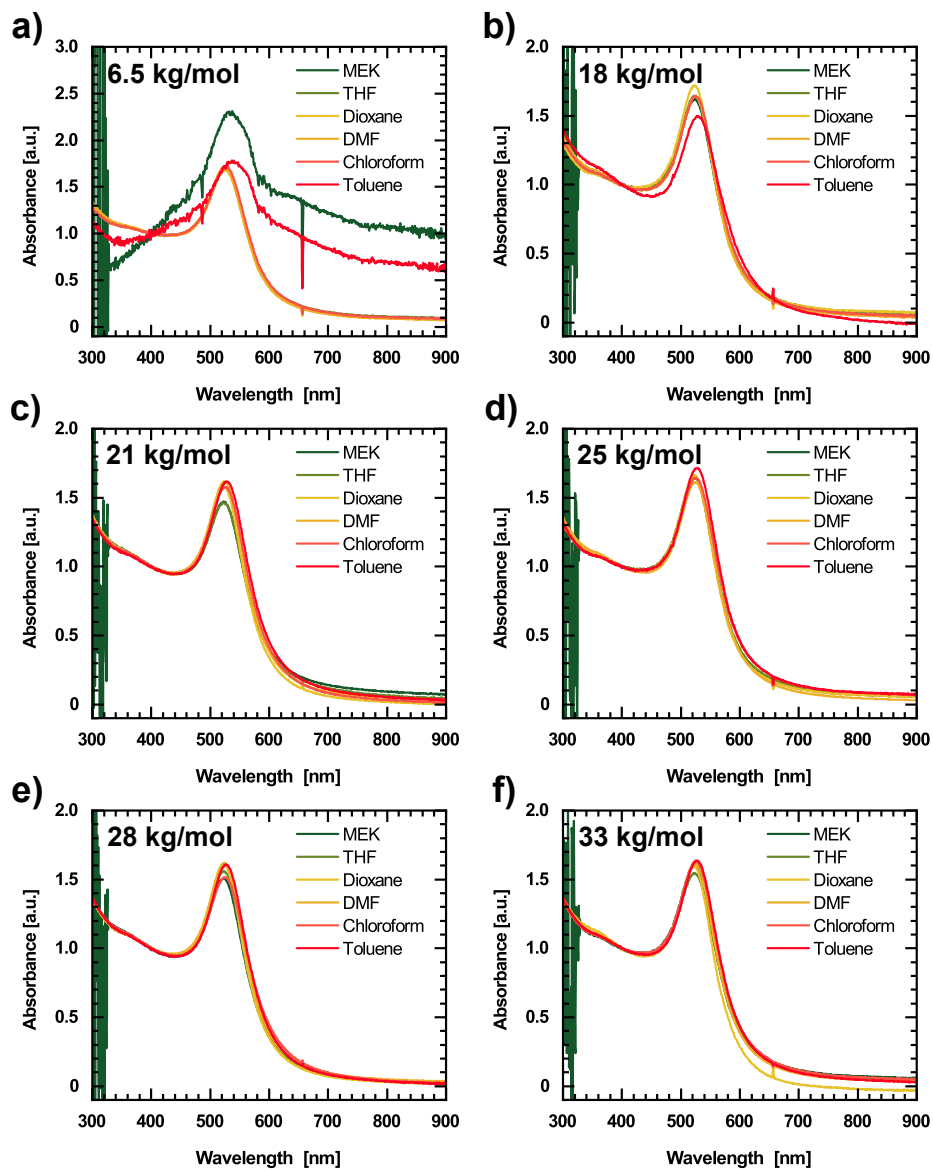 a)
6.5 kg/mol
3.0
2.5
2.0
1.5
1.0
0.5
0
Absorbance [a.u.]
MEK
THF
Dioxane
DMF
Chloroform
Toluene
300 400 500 600 700 800 900
Wavelength [nm]
b)
18 kg/mol
2.0
1.5
1.0
0.5
0
Absorbance [a.u.]
MEK
THF
Dioxane
DMF
Chloroform
Toluene
300 400 500 600 700 800 900
Wavelength [nm]
c)
21 kg/mol
2.0
1.5
1.0
0.5
0
Absorbance [a.u.]
MEK
THF
Dioxane
DMF
Chloroform
Toluene
300 400 500 600 700 800 900
Wavelength [nm]
d)
25 kg/mol
2.0
1.5
1.0
0.5
0
Absorbance [a.u.]
MEK
THF
Dioxane
DMF
Chloroform
Toluene
300 400 500 600 700 800 900
Wavelength [nm]
e)
28 kg/mol
2.0
1.5
1.0
0.5
0
Absorbance [a.u.]
MEK
THF
Dioxane
DMF
Chloroform
Toluene
300 400 500 600 700 800 900
Wavelength [nm]
f)
33 kg/mol
2.0
1.5
1.0
0.5
0
Absorbance [a.u.]
MEK
THF
Dioxane
DMF
Chloroform
Toluene
300 400 500 600 700 800 900
Wavelength [nm]